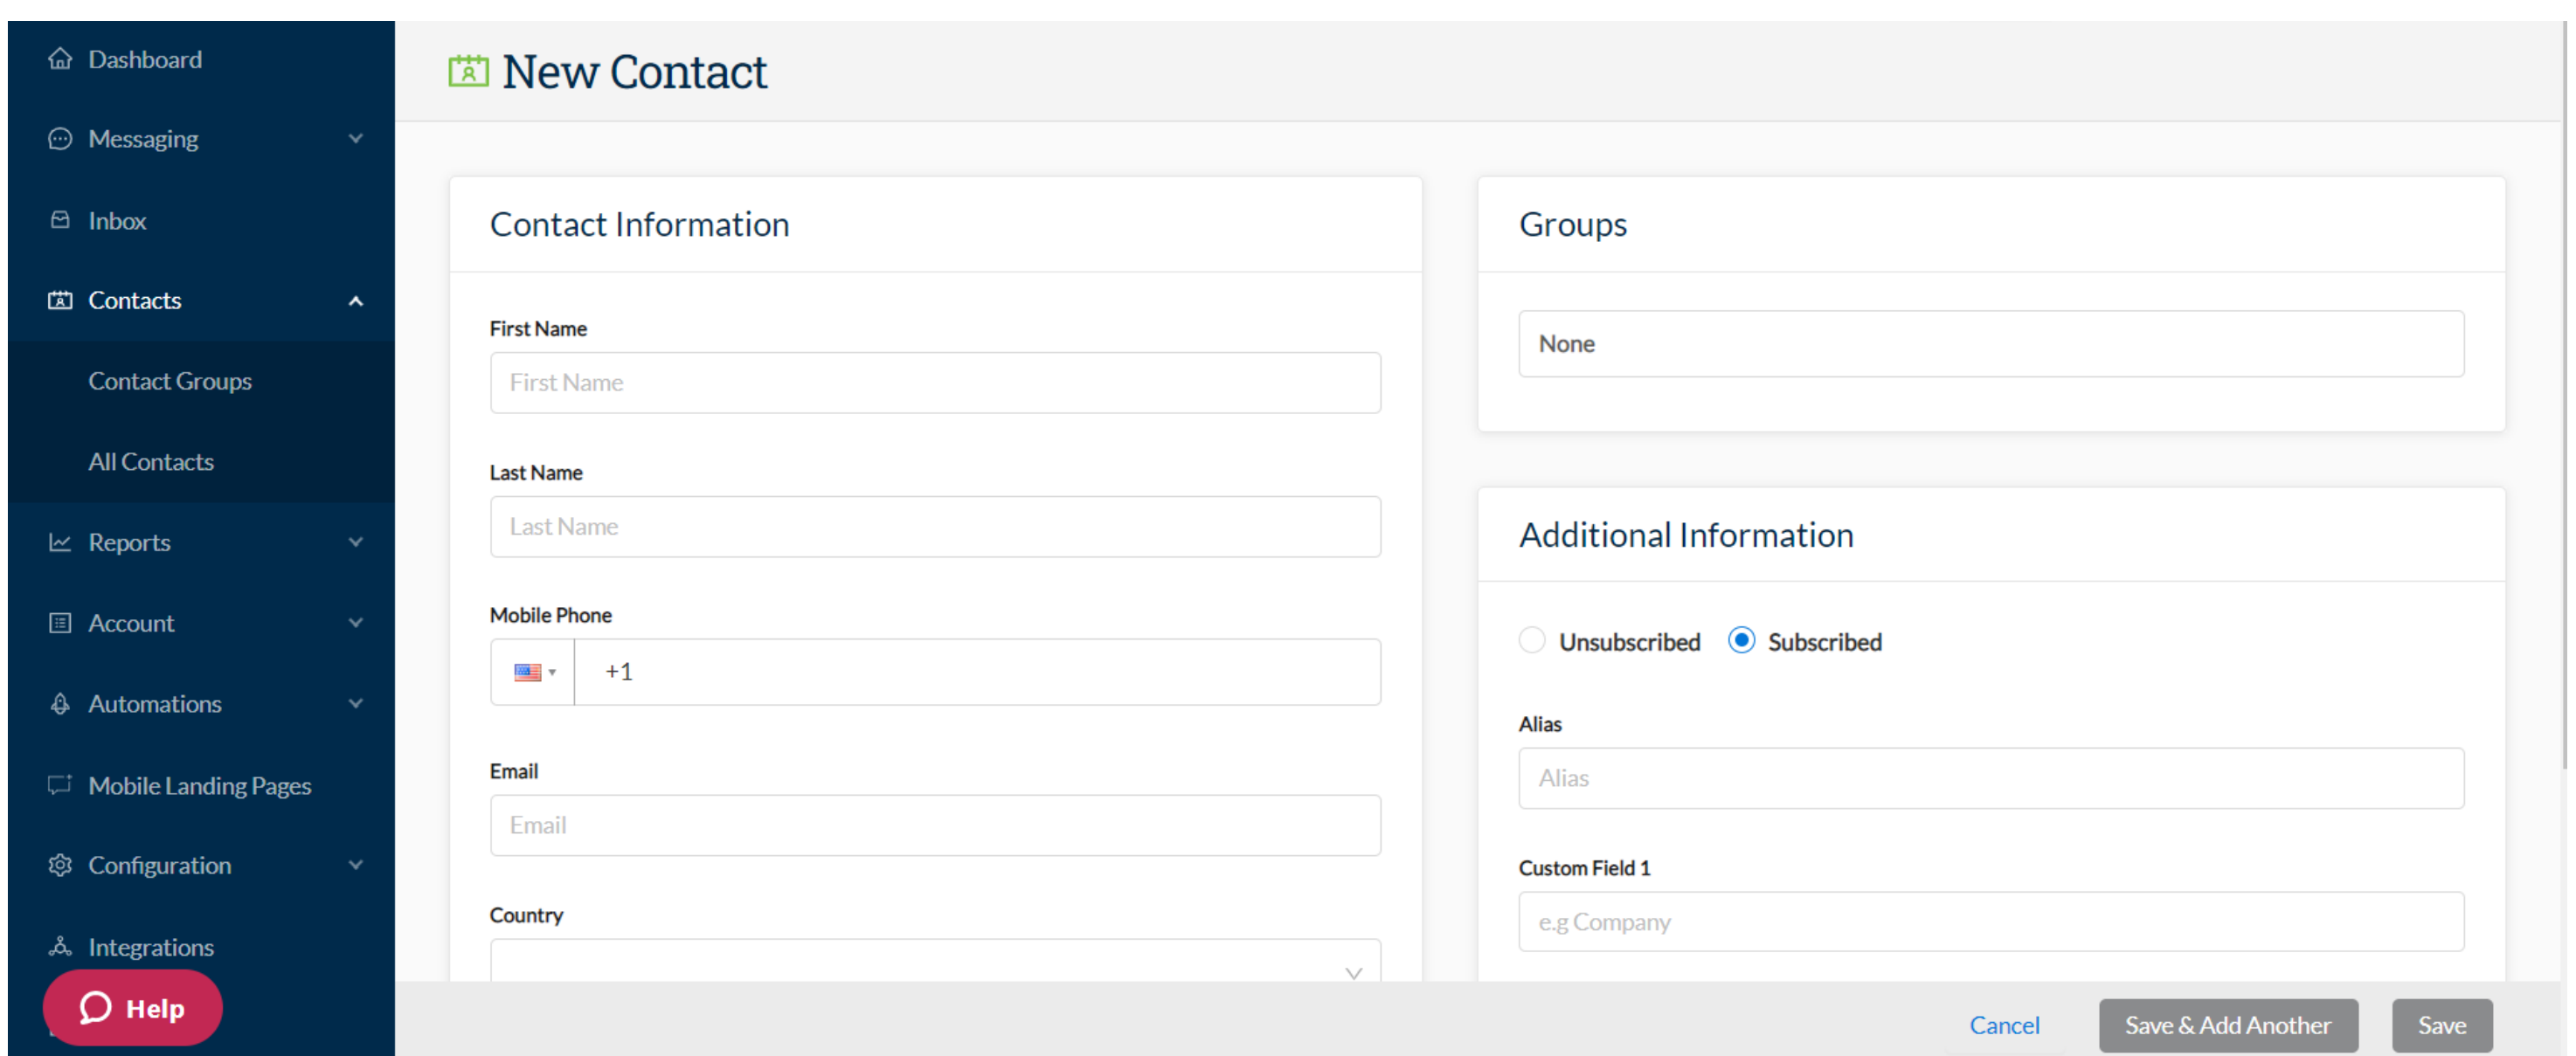 Dashboard
Messaging
Inbox
Contacts
Contact Groups
All Contacts
Reports
Account
Automations
Mobile Landing Pages
Configuration
Integrations
Help
New Contact
Contact Information
First Name
First Name
Last Name
Last Name
Mobile Phone
+1
Email
Email
Country
Groups
None
Additional Information
Unsubscribed Subscribed
Alias
Alias
Custom Field 1
e.g Company
Cancel Save & Add Another Save